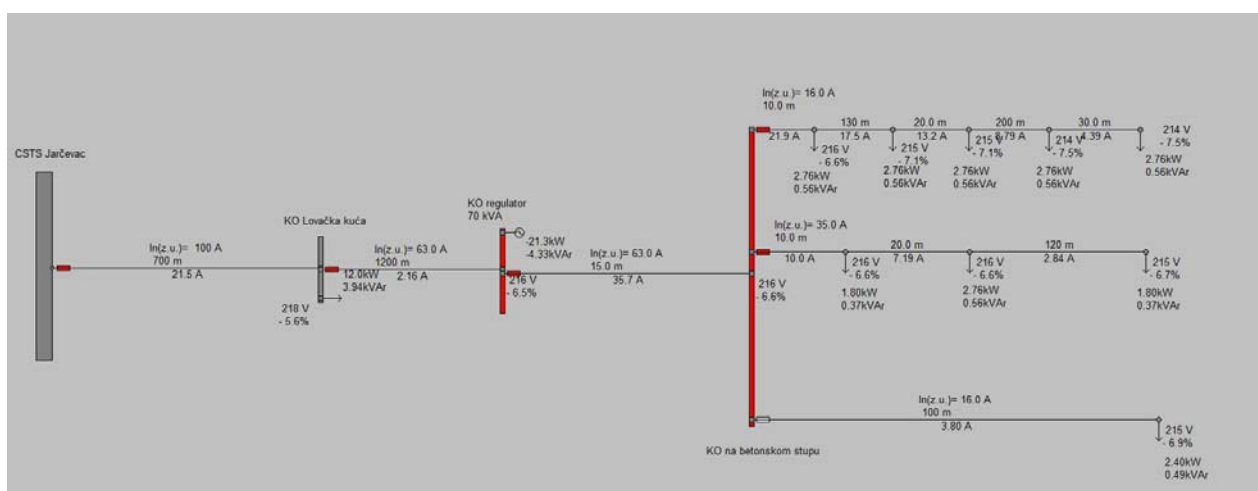 CSTS Jarčevac
In(z.u.)= 100 A
700 m
21.5 A
KO Lovačka kuća
218 V
- 5.6%
12.0kW
3.94kVAr
In(z.u.)= 63.0 A
1200 m
2.16 A
KO regulator
70 kVA
-21.3kW
-4.33kVAr
216 V
- 6.5%
In(z.u.)= 63.0 A
15.0 m
35.7 A
216 V
- 6.6%
KO na betonskom stupu
In(z.u.)= 16.0 A
10.0 m
21.9 A
216 V
- 6.6%
2.76kW
0.56kVAr
130 m
17.5 A
215 V
- 7.1%
2.76kW
0.56kVAr
20.0 m
13.2 A
215 V
- 7.1%
2.76kW
0.56kVAr
200 m
8.79 A
214 V
- 7.5%
2.76kW
0.56kVAr
30.0 m
4.39 A
214 V
- 7.5%
2.76kW
0.56kVAr
In(z.u.)= 35.0 A
10.0 m
10.0 A
216 V
- 6.6%
1.80kW
0.37kVAr
20.0 m
7.19 A
216 V
- 6.6%
2.76kW
0.56kVAr
120 m
2.84 A
215 V
- 6.7%
1.80kW
0.37kVAr
In(z.u.)= 16.0 A
100 m
3.80 A
215 V
- 6.9%
2.40kW
0.49kVAr